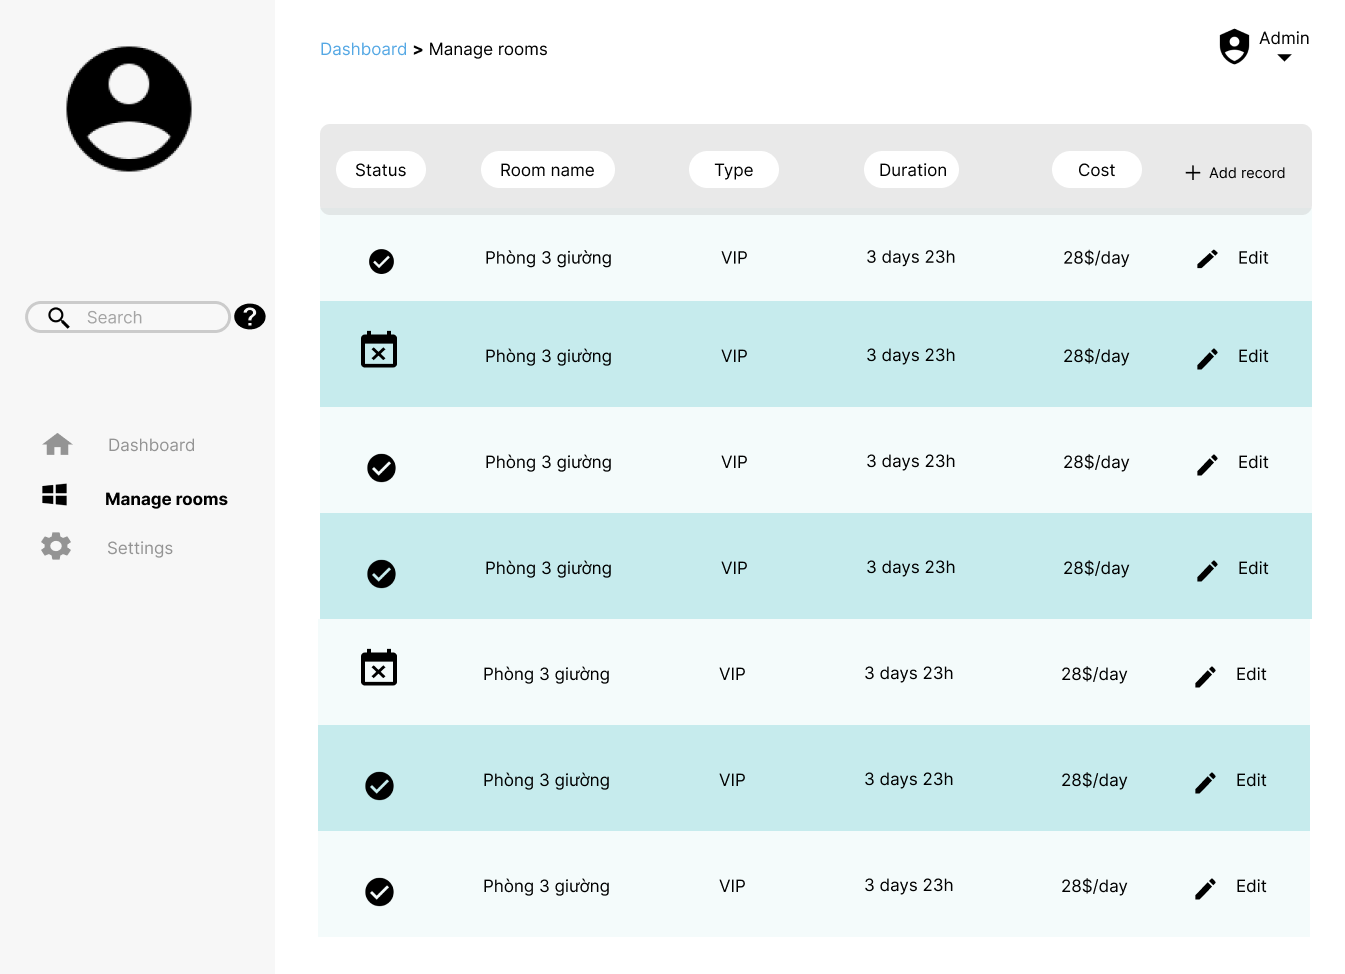 Dashboard > Manage rooms
Admin
Search
Dashboard
Manage rooms
Settings
Status Room name Type Duration Cost + Add record
Phòng 3 giường VIP 3 days 23h 28$/day Edit
Phòng 3 giường VIP 3 days 23h 28$/day Edit
Phòng 3 giường VIP 3 days 23h 28$/day Edit
Phòng 3 giường VIP 3 days 23h 28$/day Edit
Phòng 3 giường VIP 3 days 23h 28$/day Edit
Phòng 3 giường VIP 3 days 23h 28$/day Edit
Phòng 3 giường VIP 3 days 23h 28$/day Edit